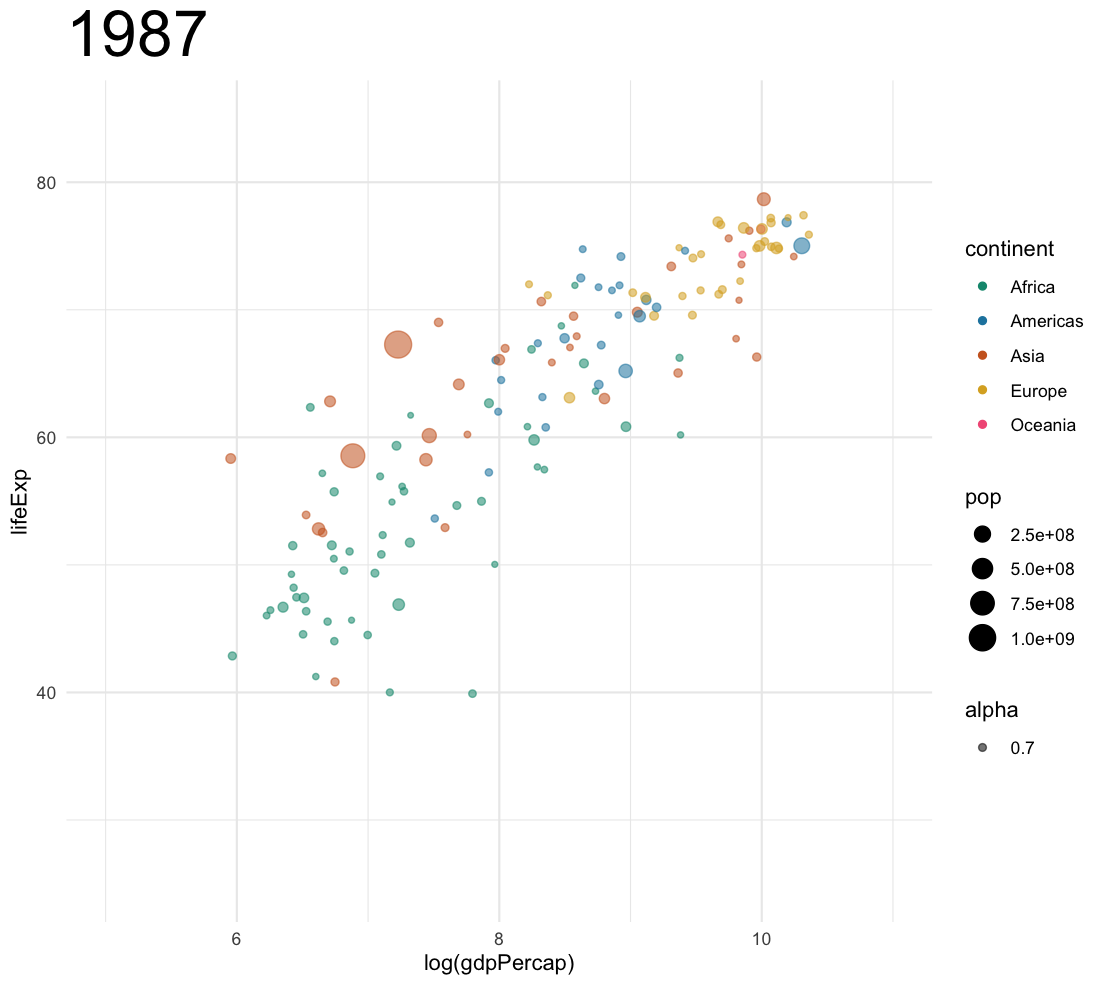 1987
80
60
40
lifeExp
6
8
10
log(gdpPercap)
continent
Africa
Americas
Asia
Europe
Oceania
pop
2.5e+08
5.0e+08
7.5e+08
1.0e+09
alpha
0.7